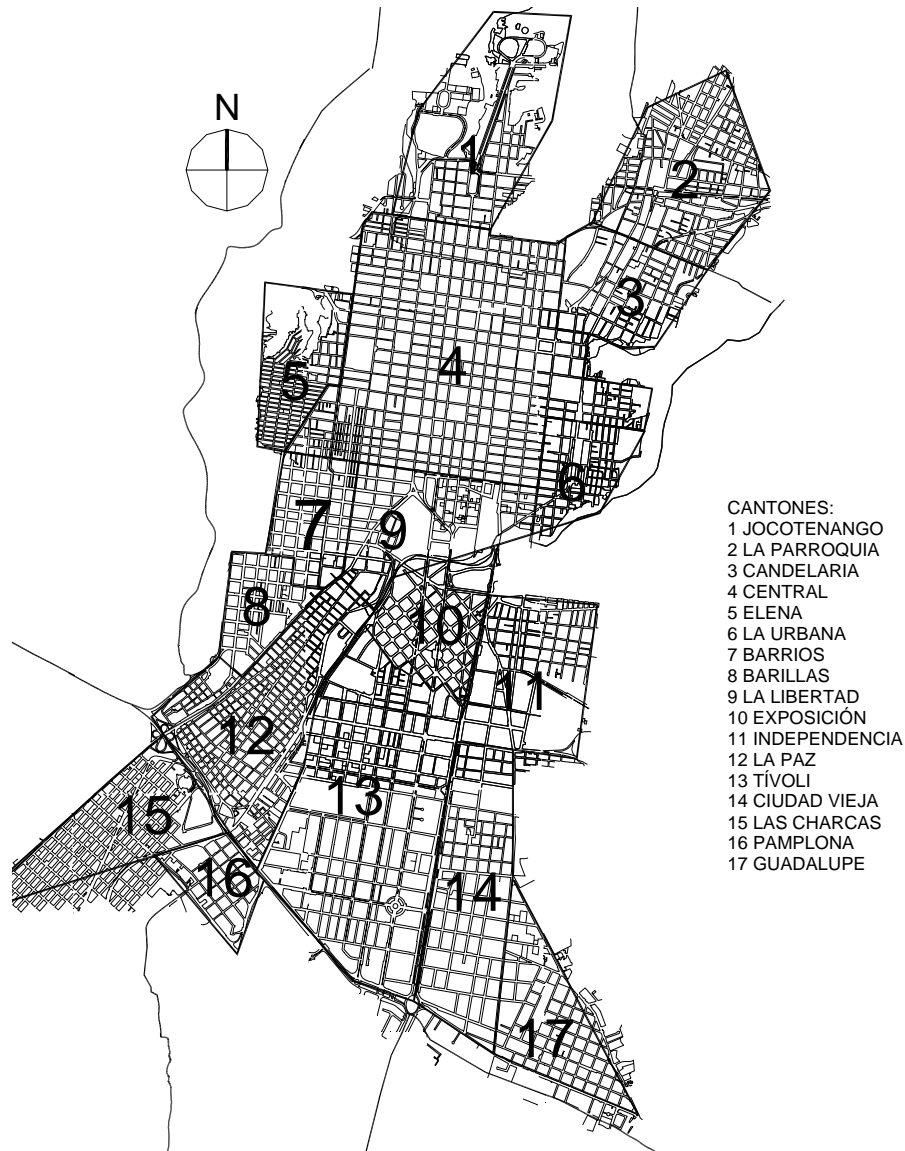 N
1
2
3
4
5
6
7
9
8
10
11
12
13
15
14
16
17
CANTONES:
1 JOCOTENANGO
2 LA PARROQUIA
3 CANDELARIA
4 CENTRAL
5 ELENA
6 LA URBANA
7 BARRIOS
8 BARILLAS
9 LA LIBERTAD
10 EXPOSICIÓN
11 INDEPENDENCIA
12 LA PAZ
13 TÍVOLI
14 CIUDAD VIEJA
15 LAS CHARCAS
16 PAMPLONA
17 GUADALUPE